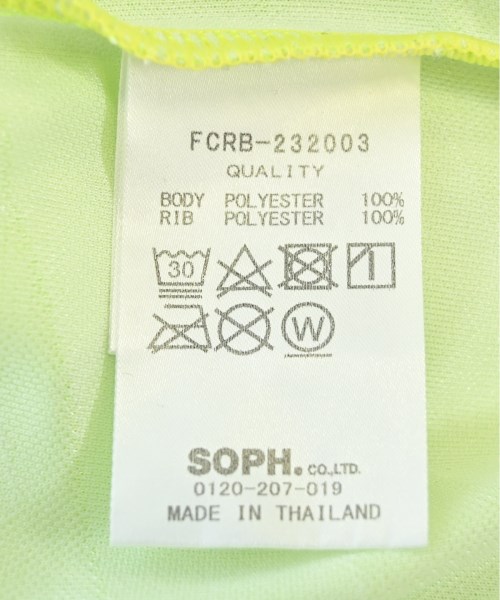 FCRB-232003
QUALITY
BODY POLYESTER 100%
RIB POLYESTER 100%
30
W
SOPH. CO.,LTD.
0120-207-019
MADE IN THAILAND